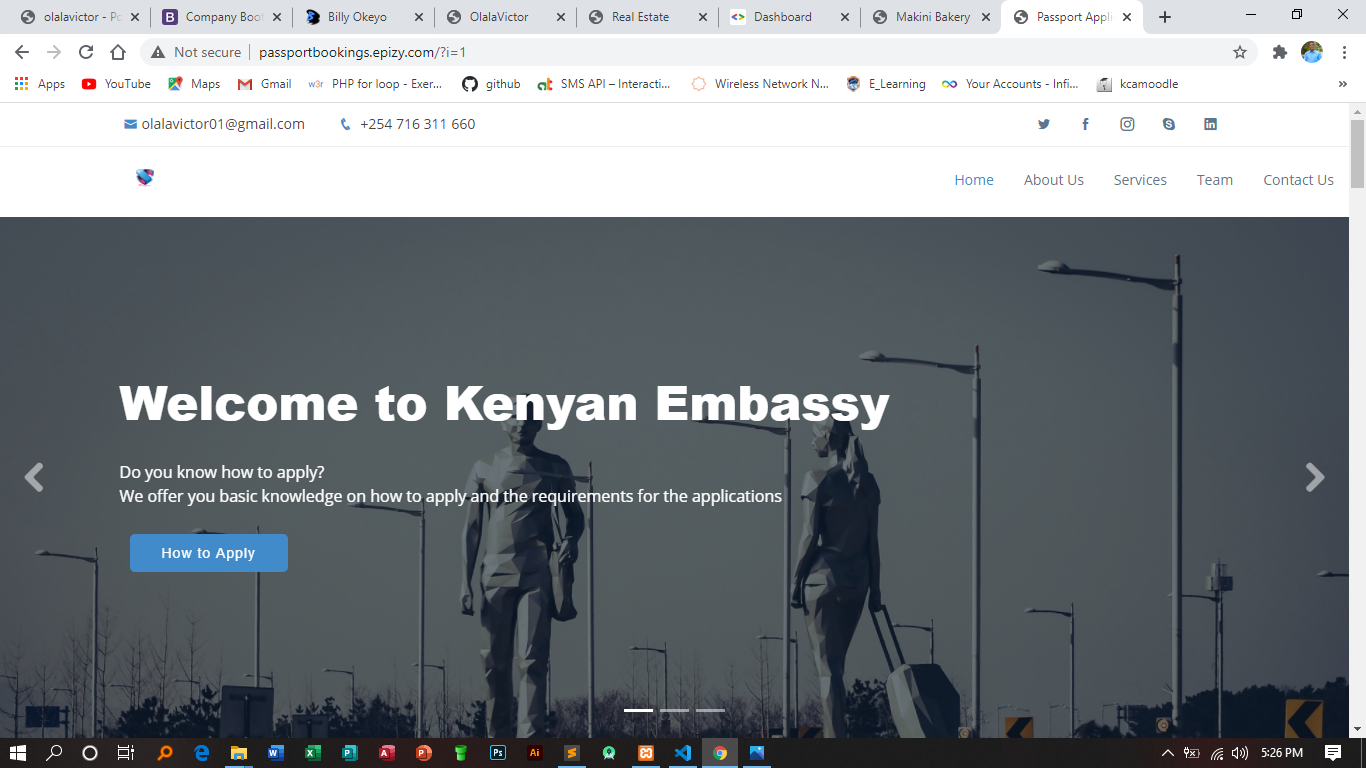 olalavictor - Po
Company Boot
Billy Okeyo
OlalaVictor
Real Estate
Dashboard
Makini Bakery
Passport Appli
Not secure
passportbookings.epizy.com/?i=1
Apps
YouTube
Maps
Gmail
w3r
PHP for loop - Exer...
github
SMS API – Interacti...
Wireless Network N...
E_Learning
Your Accounts - Infi...
kcamoodle
»
olalavictor01@gmail.com
+254 716 311 660
Home
About Us
Services
Team
Contact Us
Welcome to Kenyan Embassy
Do you know how to apply?
We offer you basic knowledge on how to apply and the requirements for the applications
How to Apply
5:26 PM